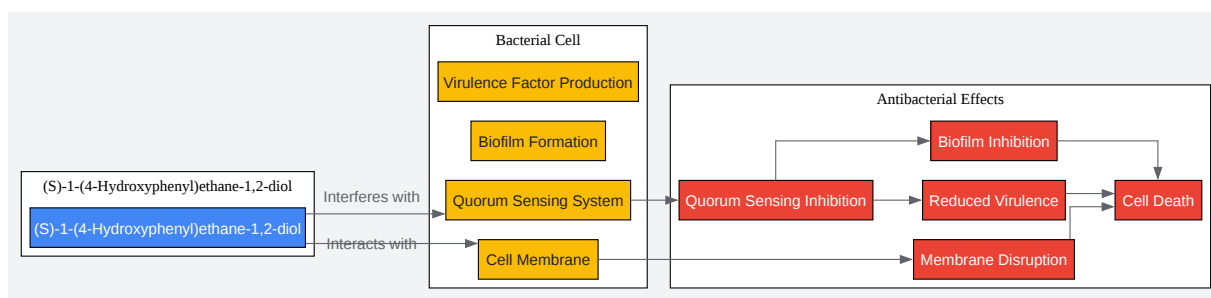 (S)-1-(4-Hydroxyphenyl)ethane-1,2-diol
(S)-1-(4-Hydroxyphenyl)ethane-1,2-diol
Interferes with
Interacts with
Bacterial Cell
Virulence Factor Production
Biofilm Formation
Quorum Sensing System
Cell Membrane
Antibacterial Effects
Biofilm Inhibition
Quorum Sensing Inhibition
Reduced Virulence
Cell Death
Membrane Disruption